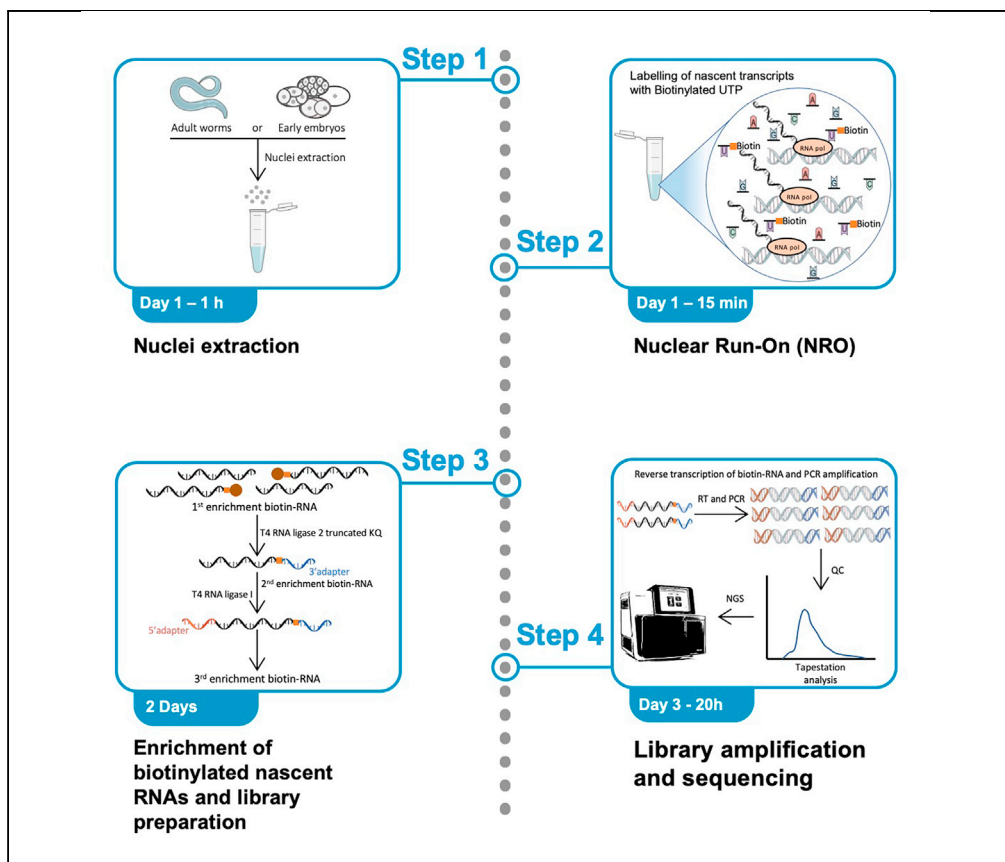 Step 1
Adult worms or Early embryos
Nuclei extraction
Day 1 – 1 h
Nuclei extraction
Step 2
Labelling of nascent transcripts
with Biotinylated UTP
A
G
C
A
U Biotin
RNA pol
U Biotin
G
A
C
G
RNA pol
U Biotin
A
U Biotin
C
RNA pol
G
Day 1 – 15 min
Nuclear Run-On (NRO)
Step 3
1st enrichment biotin-RNA
T4 RNA ligase 2 truncated KQ
3'adapter
2nd enrichment biotin-RNA
T4 RNA ligase I
5'adapter
3rd enrichment biotin-RNA
2 Days
Enrichment of
biotinylated nascent
RNAs and library
preparation
Step 4
Reverse transcription of biotin-RNA and PCR amplification
RT and PCR
QC
NGS
Tapestation
analysis
Day 3 - 20h
Library amplification
and sequencing